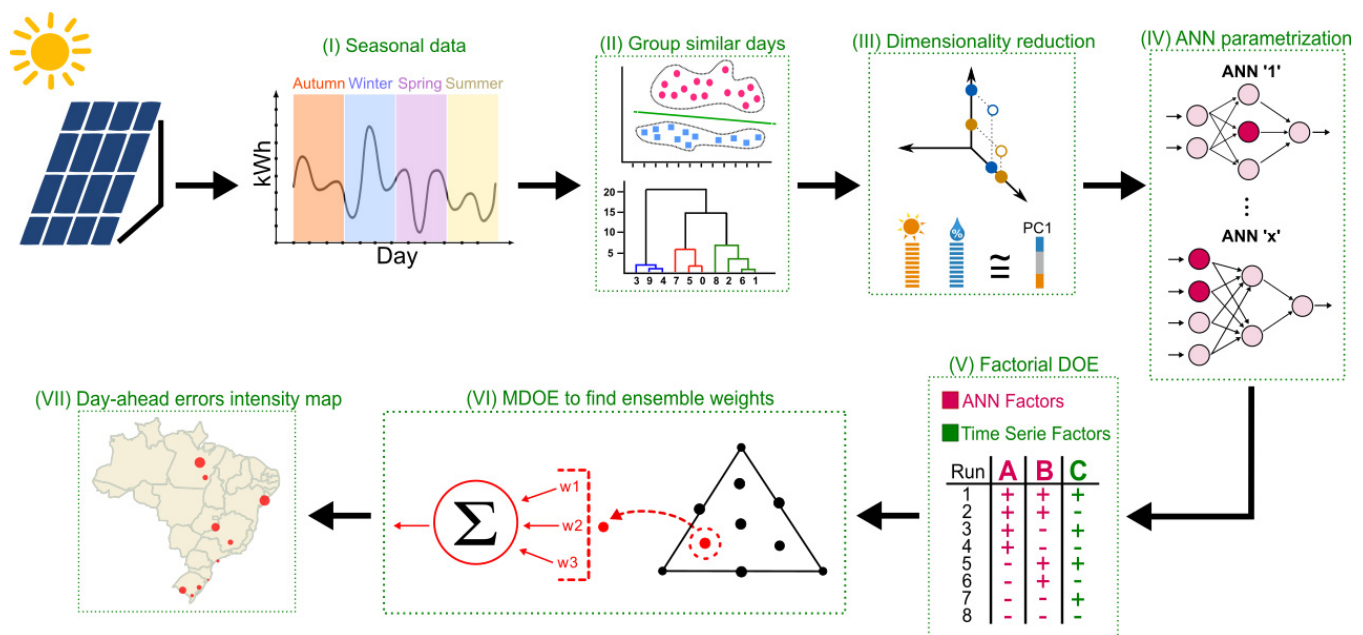 (I) Seasonal data
Autumn Winter Spring Summer
kWh
Day
(II) Group similar days
20
15
10
5
3 9 4 7 5 0 8 2 6 1
(III) Dimensionality reduction
%
PC1
≅
(IV) ANN parametrization
ANN '1'
⋮
ANN 'x'
(V) Factorial DOE
ANN Factors
Time Serie Factors
Run A B C
1 + + +
2 + + -
3 + - +
4 + - -
5 - + +
6 - + -
7 - - +
8 - - -
(VI) MDOE to find ensemble weights
Σ
w1
w2
w3
(VII) Day-ahead errors intensity map